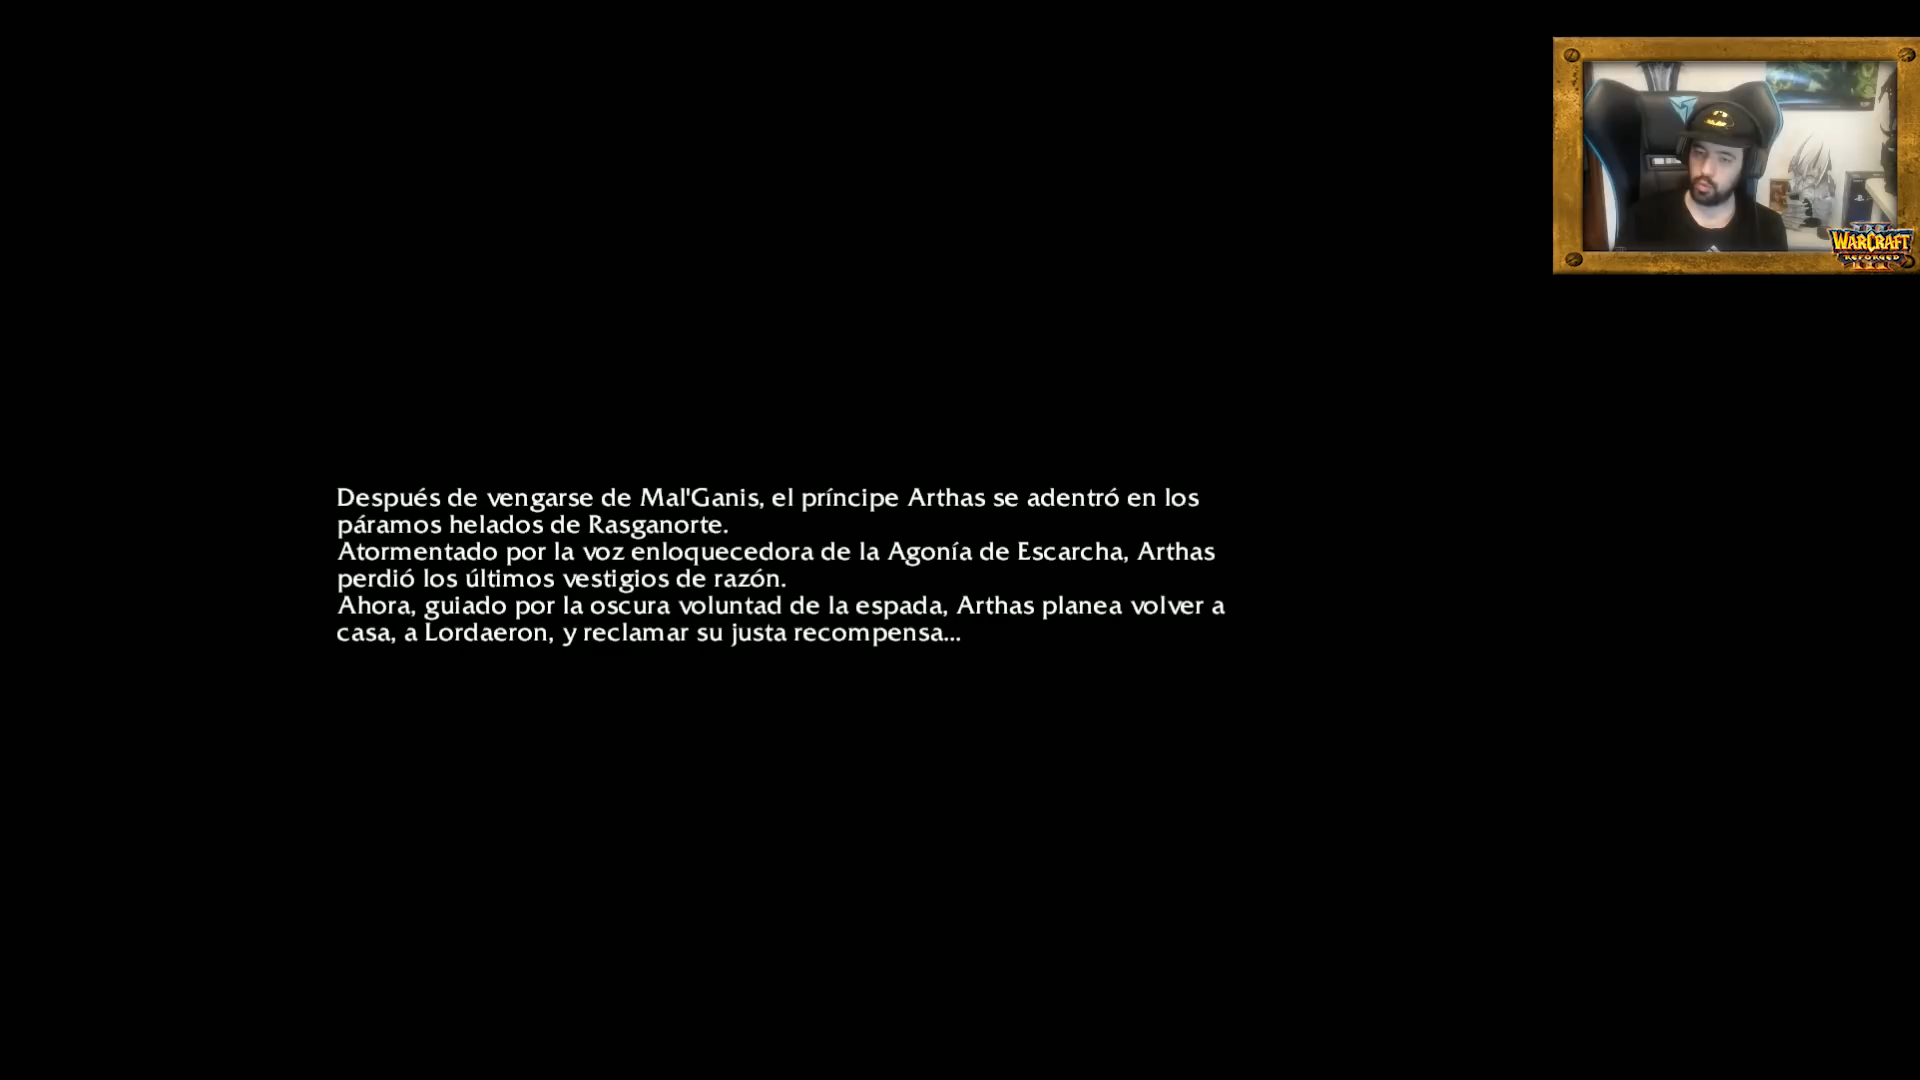 Después de vengarse de Mal'Ganis, el príncipe Arthas se adentró en los
páramos helados de Rasganorte.
Atormentado por la voz enloquecedora de la Agonía de Escarcha, Arthas
perdió los últimos vestigios de razón.
Ahora, guiado por la oscura voluntad de la espada, Arthas planea volver a
casa, a Lordaeron, y reclamar su justa recompensa...
WARCRAFT
REFORGED
III